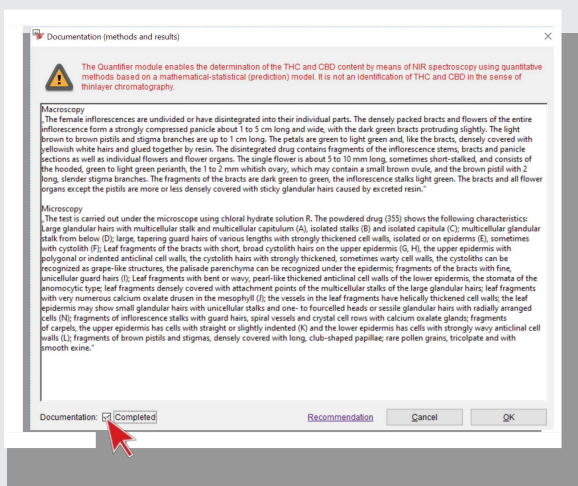 Documentation (methods and results)
The Quantifier module enables the determination of the THC and CBD content by means of NIR spectroscopy using quantitative
methods based on a mathematical-statistical (prediction) model. It is not an identification of THC and CBD in the sense of
thinlayer chromatography.
Macroscopy
„The female inflorescences are undivided or have disintegrated into their individual parts. The densely packed bracts and flowers of the entire
inflorescence form a strongly compressed panicle about 1 to 5 cm long and wide, with the dark green bracts protruding slightly. The light
brown to brown pistils and stigma branches are up to 1 cm long. The petals are green to light green and, like the bracts, densely covered with
yellowish white hairs and glued together by resin. The disintegrated drug contains fragments of the inflorescence stems, bracts and panicle
sections as well as individual flowers and flower organs. The single flower is about 5 to 10 mm long, sometimes short-stalked, and consists of
the hooded, green to light green perianth, the 1 to 2 mm whitish ovary, which may contain a small brown ovule, and the brown pistil with 2
long, slender stigma branches. The fragments of the bracts are dark green to green, the inflorescence stalks light green. The bracts and all flower
organs except the pistils are more or less densely covered with sticky glandular hairs caused by excreted resin.“
Microscopy
„The test is carried out under the microscope using chloral hydrate solution R. The powdered drug (355) shows the following characteristics:
Large glandular hairs with multicellular stalk and multicellular capitulum (A), isolated stalks (B) and isolated capitula (C); multicellular glandular
stalk from below (D); large, tapering guard hairs of various lengths with strongly thickened cell walls, isolated or on epiderms (E), sometimes
with cystolith (F); Leaf fragments of the bracts with short, broad cystolith hairs on the upper epidermis (G, H), the upper epidermis with
polygonal or indented anticlinal cell walls, the cystolith hairs with strongly thickened, sometimes warty cell walls, the cystoliths can be
recognized as grape-like structures, the palisade parenchyma can be recognized under the epidermis; fragments of the bracts with fine,
unicellular guard hairs (I); Leaf fragments with bent or wavy, pearl-like thickened anticlinal cell walls of the lower epidermis, the stomata of the
anomocytic type; leaf fragments densely covered with attachment points of the multicellular stalks of the large glandular hairs; leaf fragments
with very numerous calcium oxalate drusen in the mesophyll (J); the vessels in the leaf fragments have helically thickened cell walls; the leaf
epidermis may show small glandular hairs with unicellular stalks and one- to fourcelled heads or sessile glandular hairs with radially arranged
cells (N); fragments of inflorescence stalks with guard hairs, spiral vessels and crystal cell rows with calcium oxalate glands; fragments
of carpels, the upper epidermis has cells with straight or slightly indented (K) and the lower epidermis has cells with strongly wavy anticlinal cell
walls (L); fragments of brown pistils and stigmas, densely covered with long, club-shaped papillae; rare pollen grains, tricolpate and with
smooth exine.“
Documentation: Completed Recommendation Cancel OK